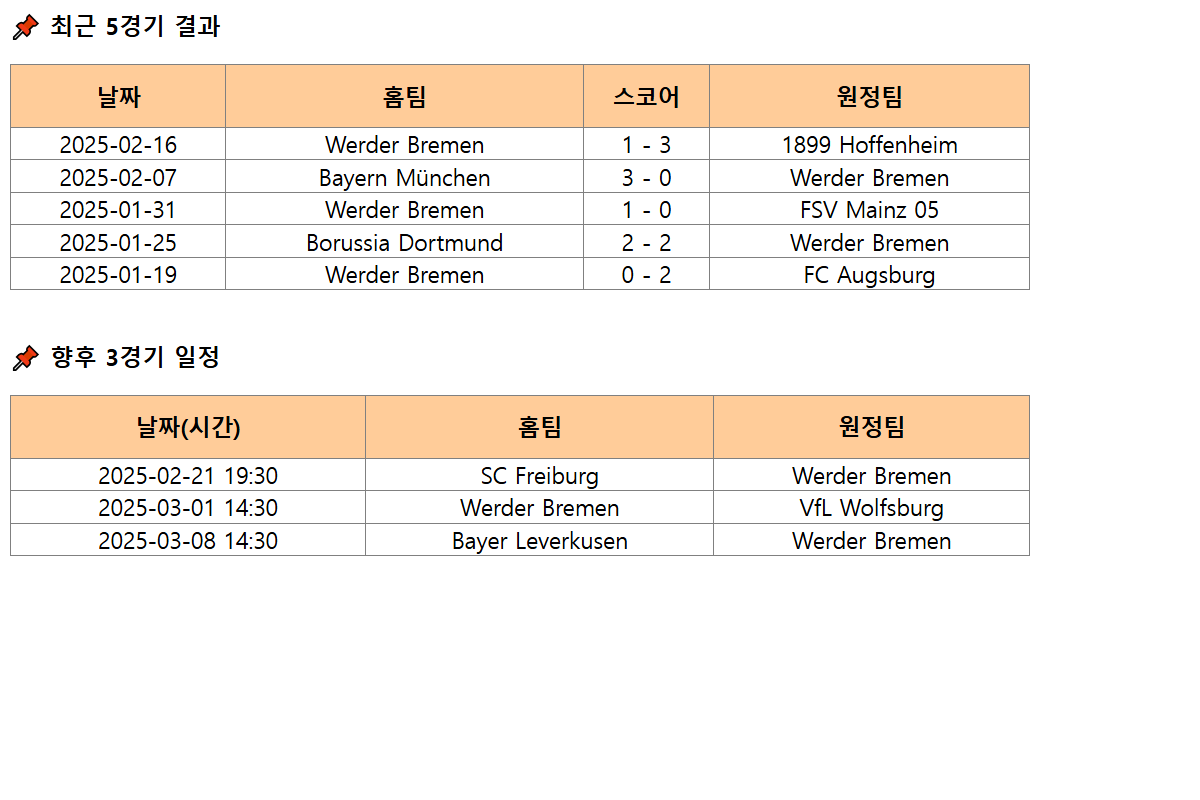 📌 최근 5경기 결과
날짜 홈팀 스코어 원정팀
2025-02-16 Werder Bremen 1 - 3 1899 Hoffenheim
2025-02-07 Bayern München 3 - 0 Werder Bremen
2025-01-31 Werder Bremen 1 - 0 FSV Mainz 05
2025-01-25 Borussia Dortmund 2 - 2 Werder Bremen
2025-01-19 Werder Bremen 0 - 2 FC Augsburg
📌 향후 3경기 일정
날짜(시간) 홈팀 원정팀
2025-02-21 19:30 SC Freiburg Werder Bremen
2025-03-01 14:30 Werder Bremen VfL Wolfsburg
2025-03-08 14:30 Bayer Leverkusen Werder Bremen